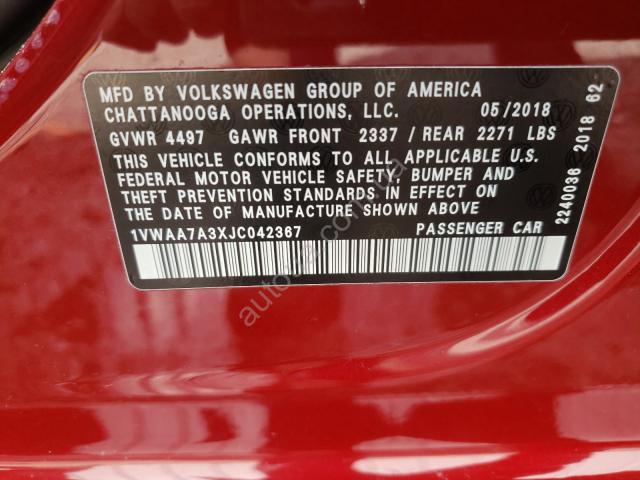 MFD BY VOLKSWAGEN GROUP OF AMERICA
CHATTANOOGA OPERATIONS, LLC. 05/2018
GVWR 4497 GAWR FRONT 2337 / REAR 2271 LBS
THIS VEHICLE CONFORMS TO ALL APPLICABLE U.S.
FEDERAL MOTOR VEHICLE SAFETY, BUMPER AND
THEFT PREVENTION STANDARDS IN EFFECT ON
THE DATE OF MANUFACTURE SHOWN ABOVE.
1VWAA7A3XJC042367 PASSENGER CAR
2240036 2018 62